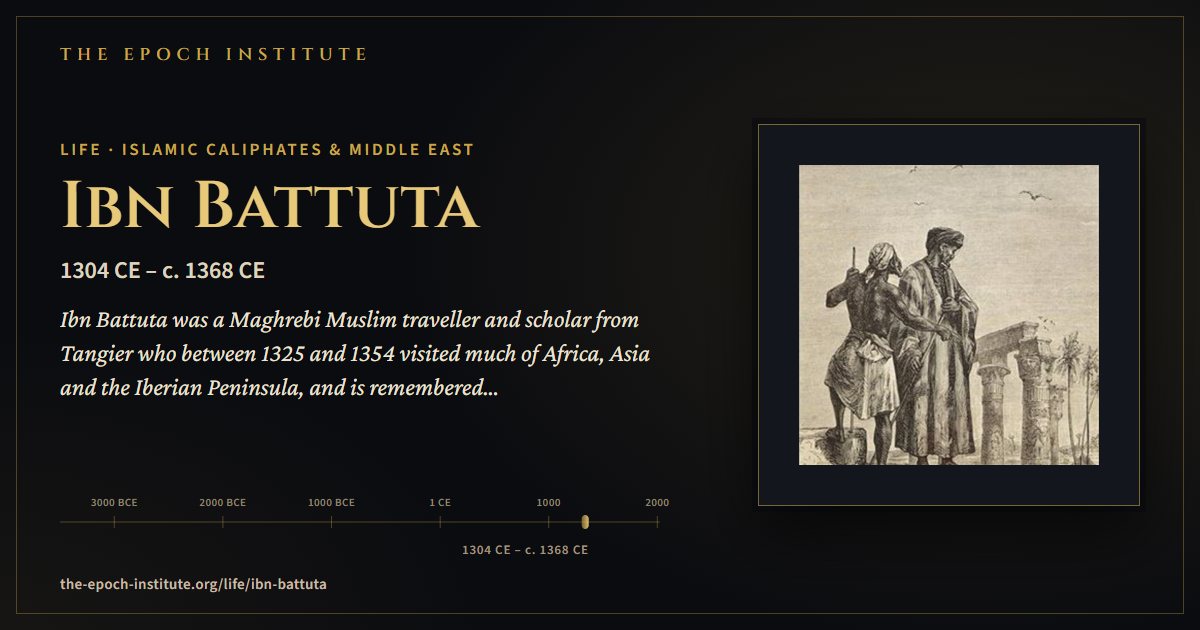 THE EPOCH INSTITUTE
LIFE · ISLAMIC CALIPHATES & MIDDLE EAST
IBN BATTUTA
1304 CE – c. 1368 CE
Ibn Battuta was a Maghrebi Muslim traveller and scholar from
Tangier who between 1325 and 1354 visited much of Africa, Asia
and the Iberian Peninsula, and is remembered...
3000 BCE 2000 BCE 1000 BCE 1 CE 1000 2000
1304 CE – c. 1368 CE
the-epoch-institute.org/life/ibn-battuta